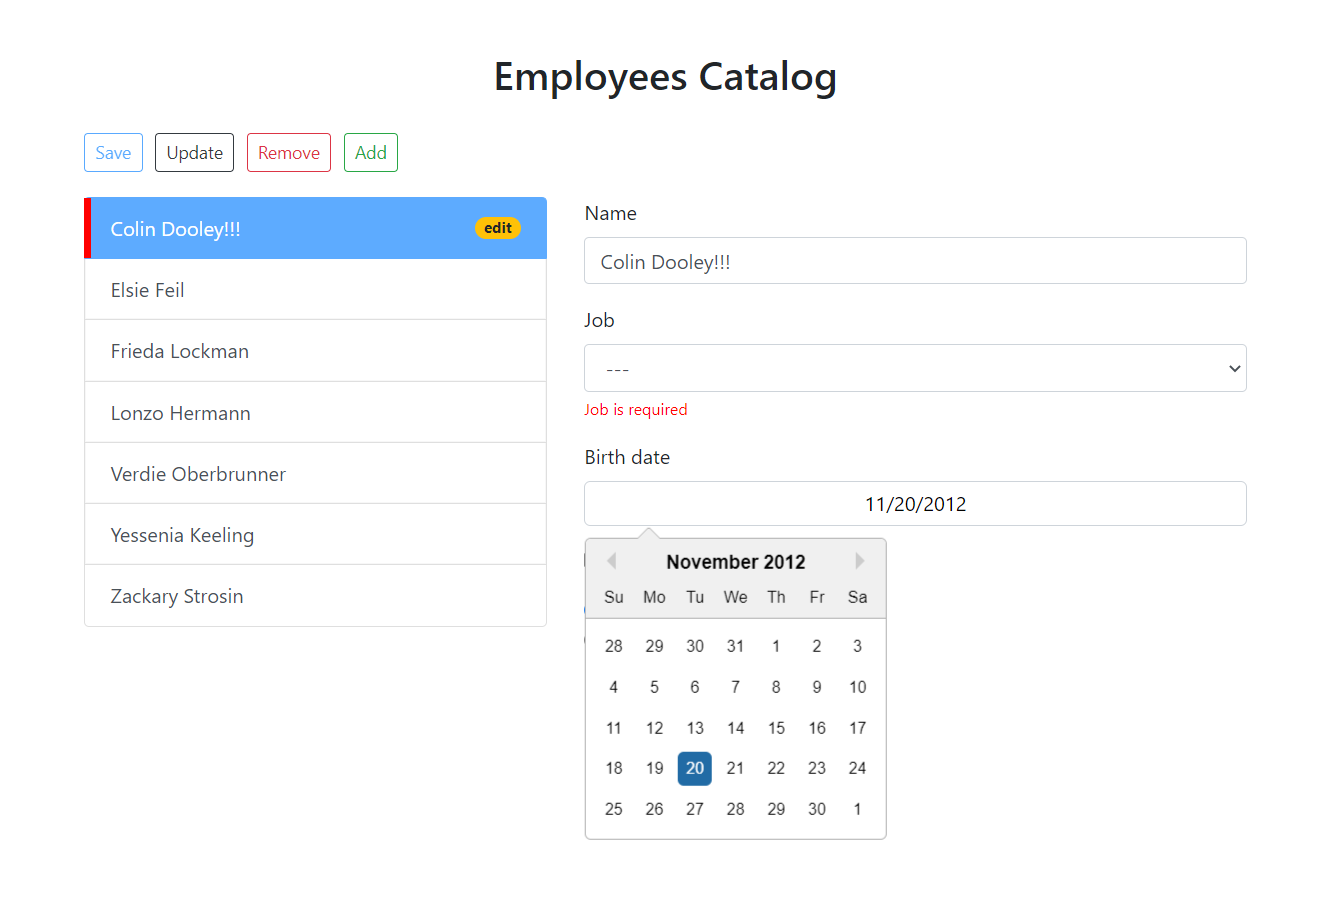 Employees Catalog
Save Update Remove Add
Colin Dooley!!! edit
Elsie Feil
Frieda Lockman
Lonzo Hermann
Verdie Oberbrunner
Yessenia Keeling
Zackary Strosin
Name
Colin Dooley!!!
Job
---
Job is required
Birth date
11/20/2012
November 2012
Su Mo Tu We Th Fr Sa
28 29 30 31 1 2 3
4 5 6 7 8 9 10
11 12 13 14 15 16 17
18 19 20 21 22 23 24
25 26 27 28 29 30 1